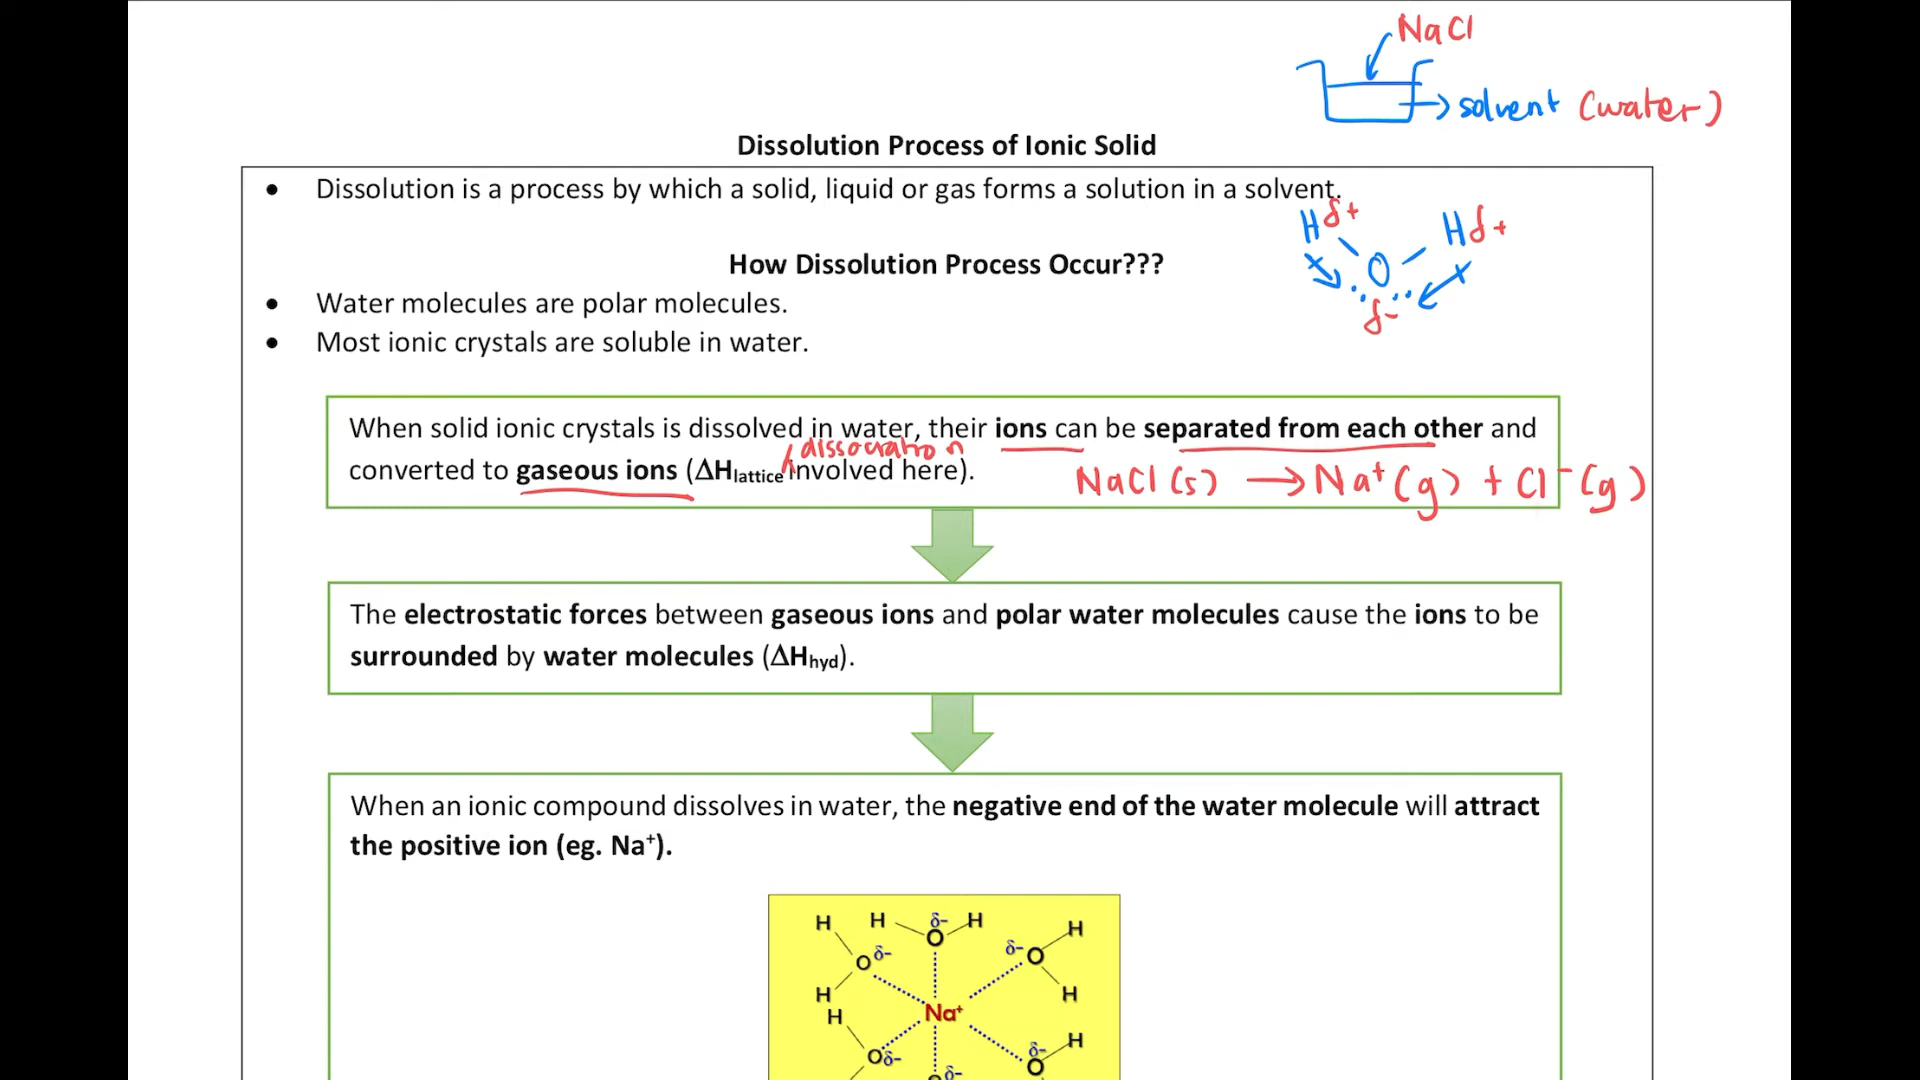 NaCl
solvent (water)
Dissolution Process of Ionic Solid
• Dissolution is a process by which a solid, liquid or gas forms a solution in a solvent.
H δ+ H δ+
O
δ-
How Dissolution Process Occur???
• Water molecules are polar molecules.
• Most ionic crystals are soluble in water.
When solid ionic crystals is dissolved in water, their ions can be separated from each other and
dissociation
converted to gaseous ions (ΔHlattice involved here).
NaCl (s) → Na⁺ (g) + Cl⁻ (g)
The electrostatic forces between gaseous ions and polar water molecules cause the ions to be
surrounded by water molecules (ΔHhyd).
When an ionic compound dissolves in water, the negative end of the water molecule will attract
the positive ion (eg. Na⁺).
H H δ- H H
O δ- O δ- O
H H
Na⁺
H H
Oδ- δ- O
O δ-